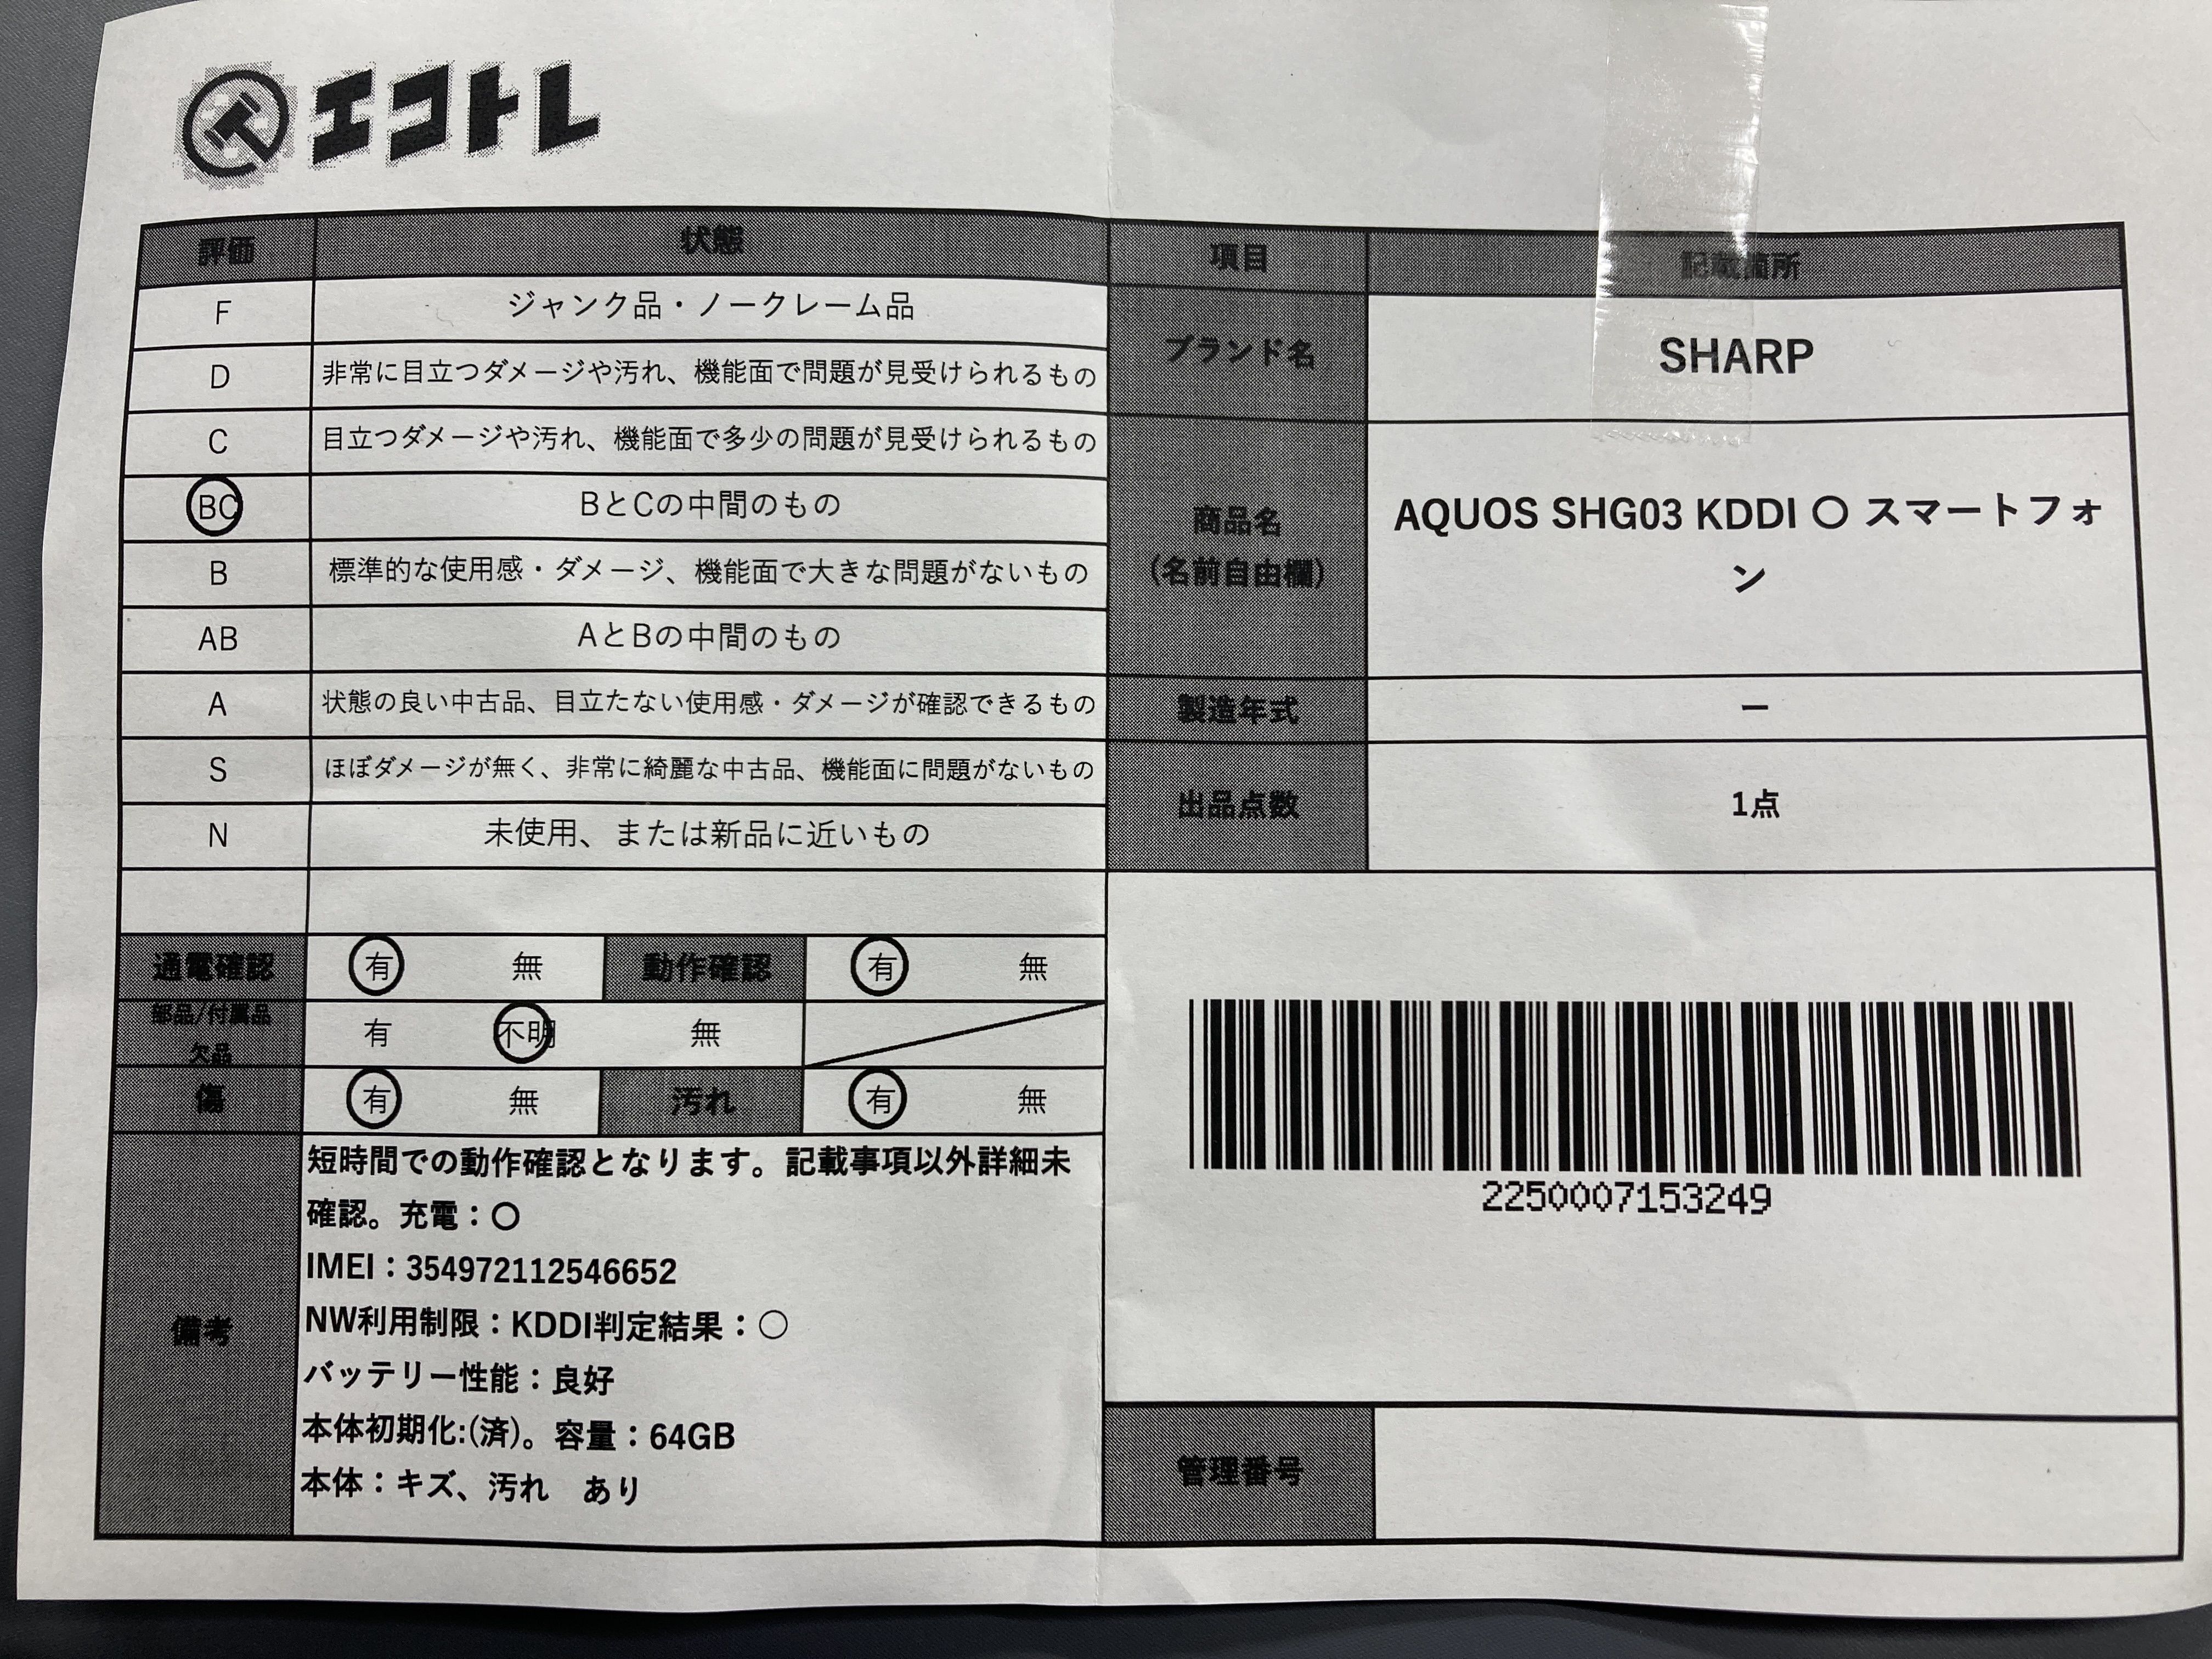 エコトレ
評価 状態
F ジャンク品・ノークレーム品
D 非常に目立つダメージや汚れ、機能面で問題が見受けられるもの
C 目立つダメージや汚れ、機能面で多少の問題が見受けられるもの
BC BとCの中間のもの
B 標準的な使用感・ダメージ、機能面で大きな問題がないもの
AB AとBの中間のもの
A 状態の良い中古品、目立たない使用感・ダメージが確認できるもの
S ほぼダメージが無く、非常に綺麗な中古品、機能面に問題がないもの
N 未使用、または新品に近いもの
通電確認 有 無 動作確認 有 無
部品/付属品
欠品
有 不明 無
傷 有 無 汚れ 有 無
備考
短時間での動作確認となります。記載事項以外詳細未
確認。充電：〇
IMEI：354972112546652
NW利用制限：KDDI判定結果：○
バッテリー性能：良好
本体初期化:(済)。容量：64GB
本体：キズ、汚れ　あり
項目 記載箇所
ブランド名 SHARP
商品名
(名前自由欄)
AQUOS SHG03 KDDI 〇 スマートフォ
ン
製造年式 ー
出品点数 1点
2250007153249
管理番号